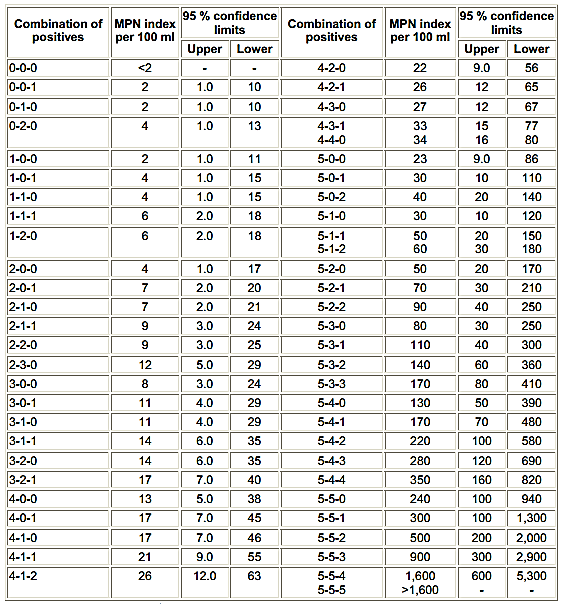 Combination of positives MPN index per 100 ml 95 % confidence limits Combination of positives MPN index per 100 ml 95 % confidence limits
Upper Lower Upper Lower
0-0-0 <2 - - 4-2-0 22 9.0 56
0-0-1 2 1.0 10 4-2-1 26 12 65
0-1-0 2 1.0 10 4-3-0 27 12 67
0-2-0 4 1.0 13 4-3-1 33 15 77
4-4-0 34 16 80
1-0-0 2 1.0 11 5-0-0 23 9.0 86
1-0-1 4 1.0 15 5-0-1 30 10 110
1-1-0 4 1.0 15 5-0-2 40 20 140
1-1-1 6 2.0 18 5-1-0 30 10 120
1-2-0 6 2.0 18 5-1-1 50 20 150
5-1-2 60 30 180
2-0-0 4 1.0 17 5-2-0 50 20 170
2-0-1 7 2.0 20 5-2-1 70 30 210
2-1-0 7 2.0 21 5-2-2 90 40 250
2-1-1 9 3.0 24 5-3-0 80 30 250
2-2-0 9 3.0 25 5-3-1 110 40 300
2-3-0 12 5.0 29 5-3-2 140 60 360
3-0-0 8 3.0 24 5-3-3 170 80 410
3-0-1 11 4.0 29 5-4-0 130 50 390
3-1-0 11 4.0 29 5-4-1 170 70 480
3-1-1 14 6.0 35 5-4-2 220 100 580
3-2-0 14 6.0 35 5-4-3 280 120 690
3-2-1 17 7.0 40 5-4-4 350 160 820
4-0-0 13 5.0 38 5-5-0 240 100 940
4-0-1 17 7.0 45 5-5-1 300 100 1,300
4-1-0 17 7.0 46 5-5-2 500 200 2,000
4-1-1 21 9.0 55 5-5-3 900 300 2,900
4-1-2 26 12.0 63 5-5-4 1,600 600 5,300
5-5-5 >1,600 - -